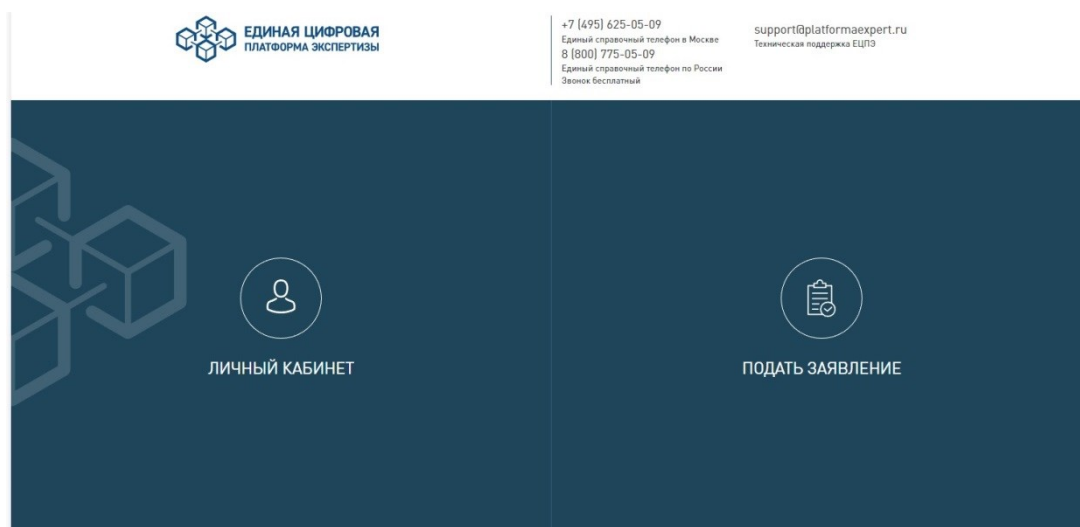 ЕДИНАЯ ЦИФРОВАЯ
ПЛАТФОРМА ЭКСПЕРТИЗЫ
+7 (495) 625-05-09
Единый справочный телефон в Москве
8 (800) 775-05-09
Единый справочный телефон по России
Звонок бесплатный
support@platformaexpert.ru
Техническая поддержка ЕЦПЭ
ЛИЧНЫЙ КАБИНЕТ
ПОДАТЬ ЗАЯВЛЕНИЕ